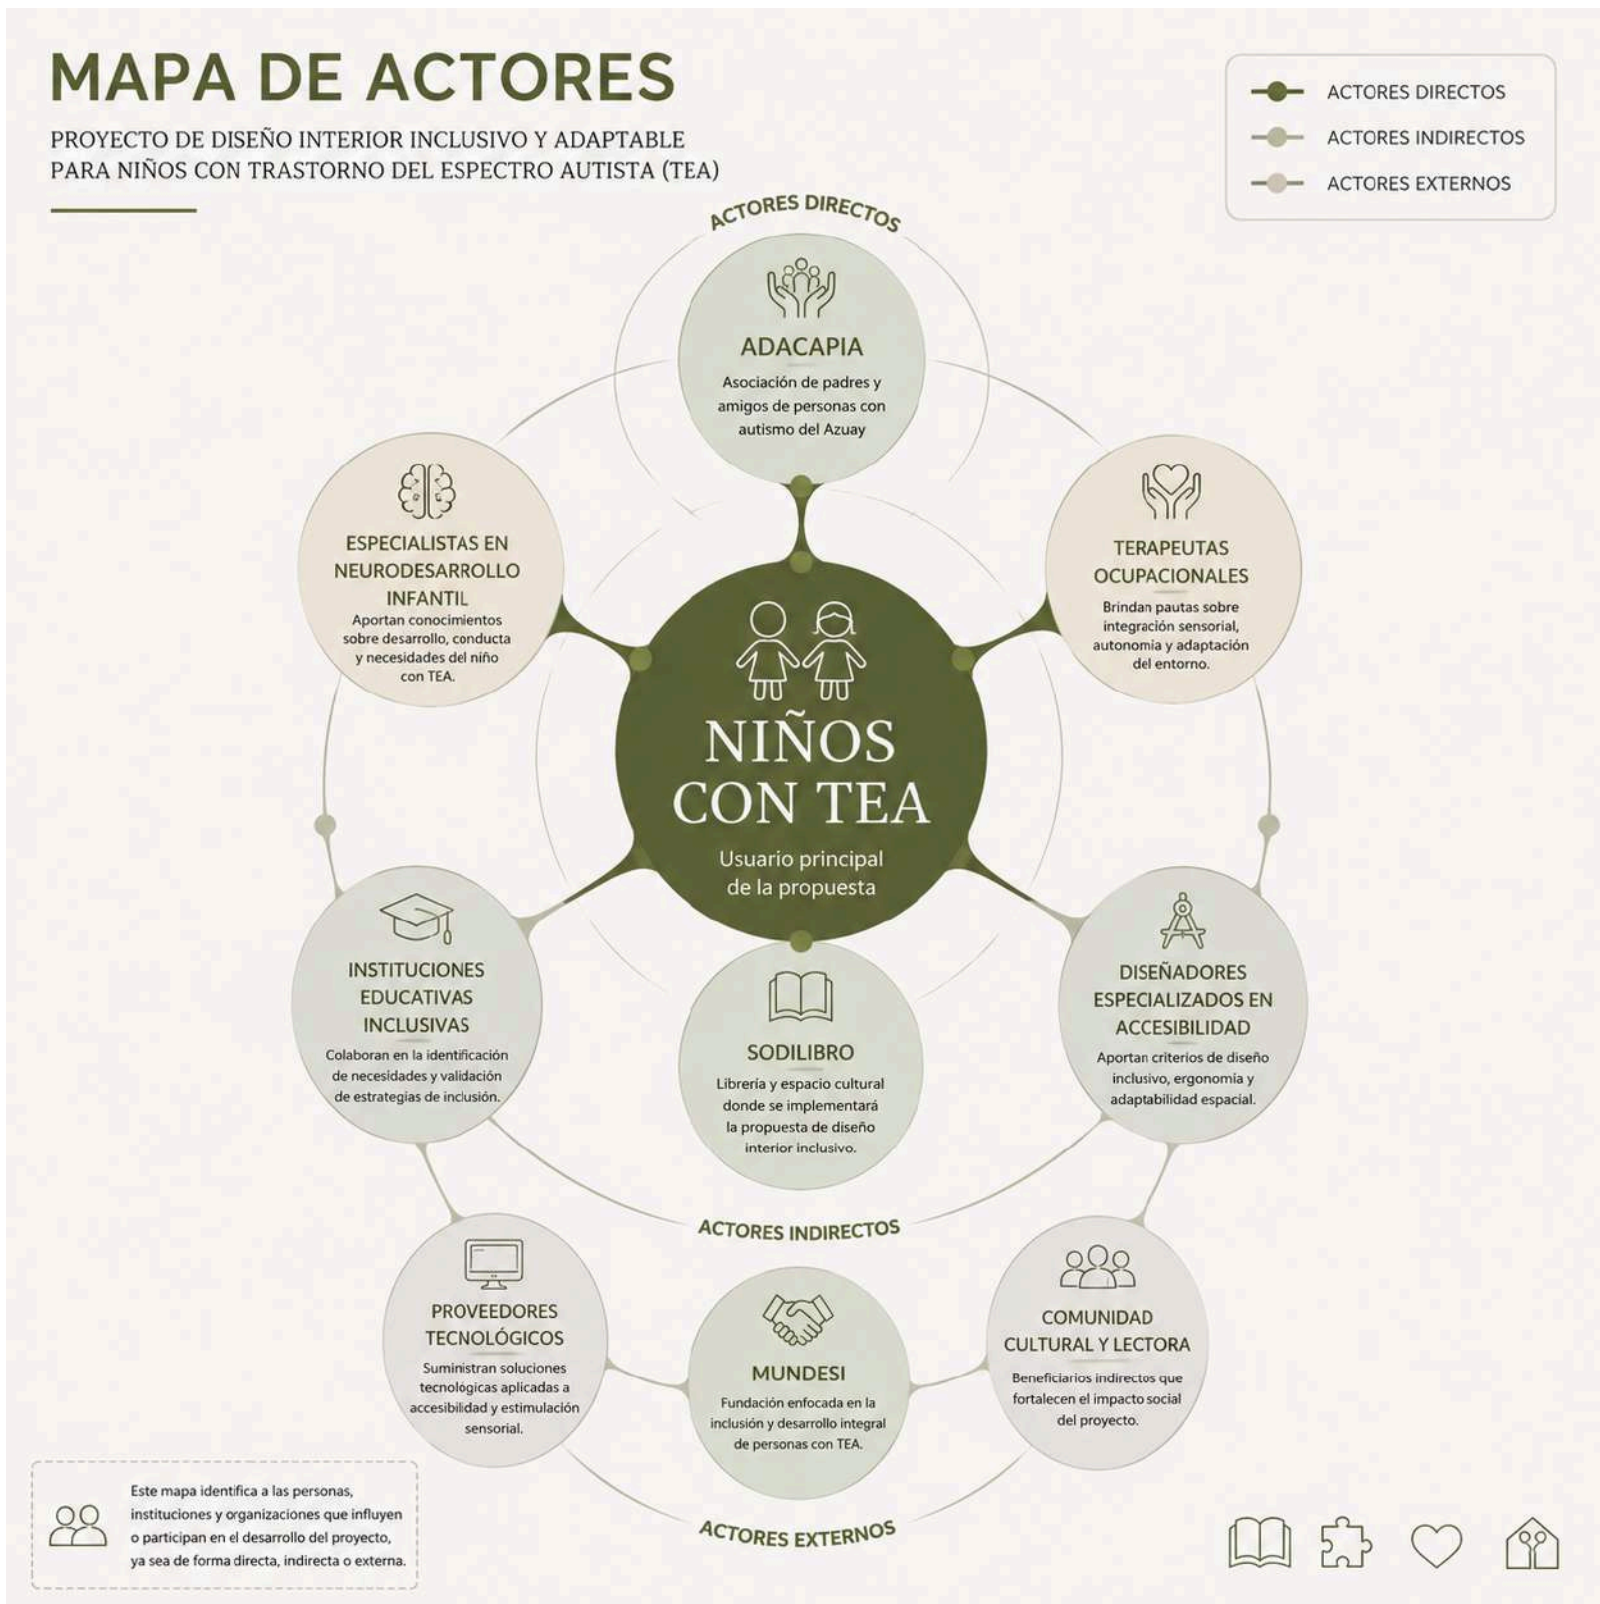 MAPA DE ACTORES
PROYECTO DE DISEÑO INTERIOR INCLUSIVO Y ADAPTABLE
PARA NIÑOS CON TRASTORNO DEL ESPECTRO AUTISTA (TEA)
ACTORES DIRECTOS
ACTORES INDIRECTOS
ACTORES EXTERNOS
ACTORES DIRECTOS
ADACAPIA
Asociación de padres y
amigos de personas con
autismo del Azuay
ESPECIALISTAS EN
NEURODESARROLLO
INFANTIL
Aportan conocimientos
sobre desarrollo, conducta
y necesidades del niño
con TEA.
TERAPEUTAS
OCUPACIONALES
Brindan pautas sobre
integración sensorial,
autonomia y adaptación
del entorno.
NIÑOS
CON TEA
Usuario principal
de la propuesta
INSTITUCIONES
EDUCATIVAS
INCLUSIVAS
Colaboran en la identificación
de necesidades y validación
de estrategias de inclusión.
SODILIBRO
Librería y espacio cultural
donde se implementará
la propuesta de diseño
interior inclusivo.
DISEÑADORES
ESPECIALIZADOS EN
ACCESIBILIDAD
Aportan criterios de diseño
inclusivo, ergonomía y
adaptabilidad espacial.
ACTORES INDIRECTOS
PROVEEDORES
TECNOLÓGICOS
Suministran soluciones
tecnológicas aplicadas a
accesibilidad y estimulación
sensorial.
MUNDESI
Fundación enfocada en la
inclusión y desarrollo integral
de personas con TEA.
COMUNIDAD
CULTURAL Y LECTORA
Beneficiarios indirectos que
fortalecen el impacto social
del proyecto.
ACTORES EXTERNOS
Este mapa identifica a las personas,
instituciones y organizaciones que influyen
o participan en el desarrollo del proyecto,
ya sea de forma directa, indirecta o externa.